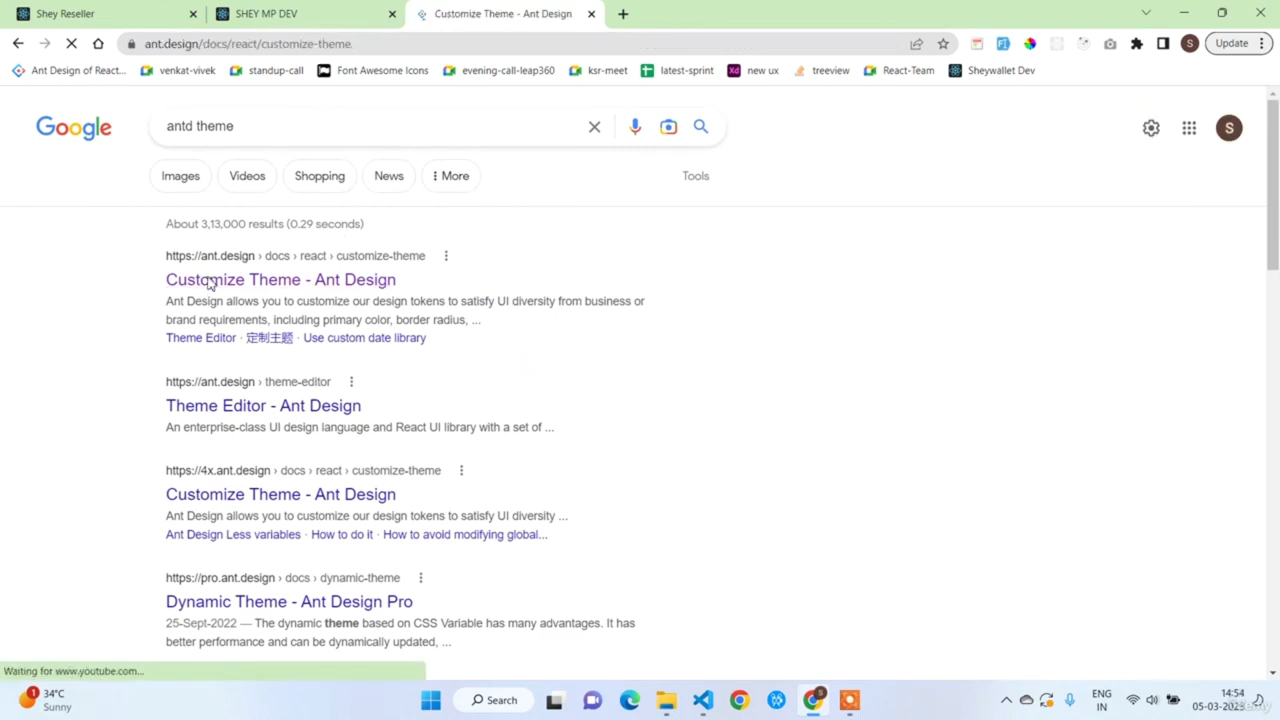 Shey Reseller
SHEY MP DEV
Customize Theme - Ant Design
ant.design/docs/react/customize-theme.
Update
Ant Design of React...
venkat-vivek
standup-call
Font Awesome Icons
evening-call-leap360
ksr-meet
latest-sprint
Xd new ux
treeview
React-Team
Sheywallet Dev
Google
antd theme
S
Images
Videos
Shopping
News
More
Tools
About 3,13,000 results (0.29 seconds)
https://ant.design › docs › react › customize-theme
Customize Theme - Ant Design
Ant Design allows you to customize our design tokens to satisfy UI diversity from business or
brand requirements, including primary color, border radius, ...
Theme Editor · 定制主题 · Use custom date library
https://ant.design › theme-editor
Theme Editor - Ant Design
An enterprise-class UI design language and React UI library with a set of ...
https://4x.ant.design › docs › react › customize-theme
Customize Theme - Ant Design
Ant Design allows you to customize our design tokens to satisfy UI diversity ...
Ant Design Less variables · How to do it · How to avoid modifying global...
https://pro.ant.design › docs › dynamic-theme
Dynamic Theme - Ant Design Pro
25-Sept-2022 — The dynamic theme based on CSS Variable has many advantages. It has
better performance and can be dynamically updated, ...
Waiting for www.youtube.com...
1
34°C
Sunny
Search
ENG
IN
14:54
05-03-2023